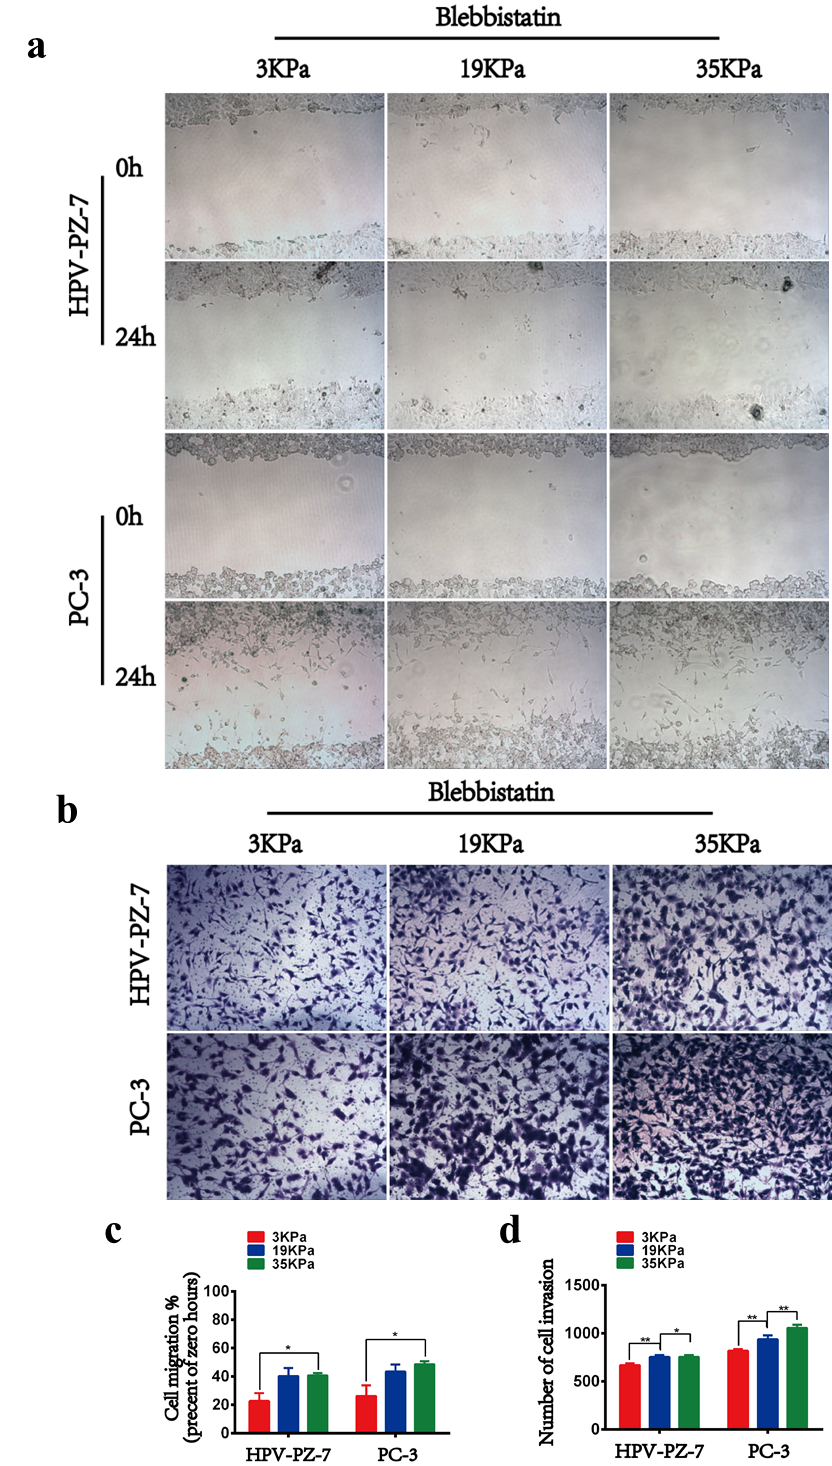 a
Blebbistatin
3KPa 19KPa 35KPa
HPV-PZ-7
0h
24h
PC-3
0h
24h
b
Blebbistatin
3KPa 19KPa 35KPa
HPV-PZ-7
PC-3
c
3KPa
19KPa
35KPa
Cell migration %
(precent of zero hours)
100
80
60
40
20
0
*
*
HPV-PZ-7 PC-3
d
3KPa
19KPa
35KPa
Number of cell invasion
1500
1000
500
0
**
*
**
**
HPV-PZ-7 PC-3